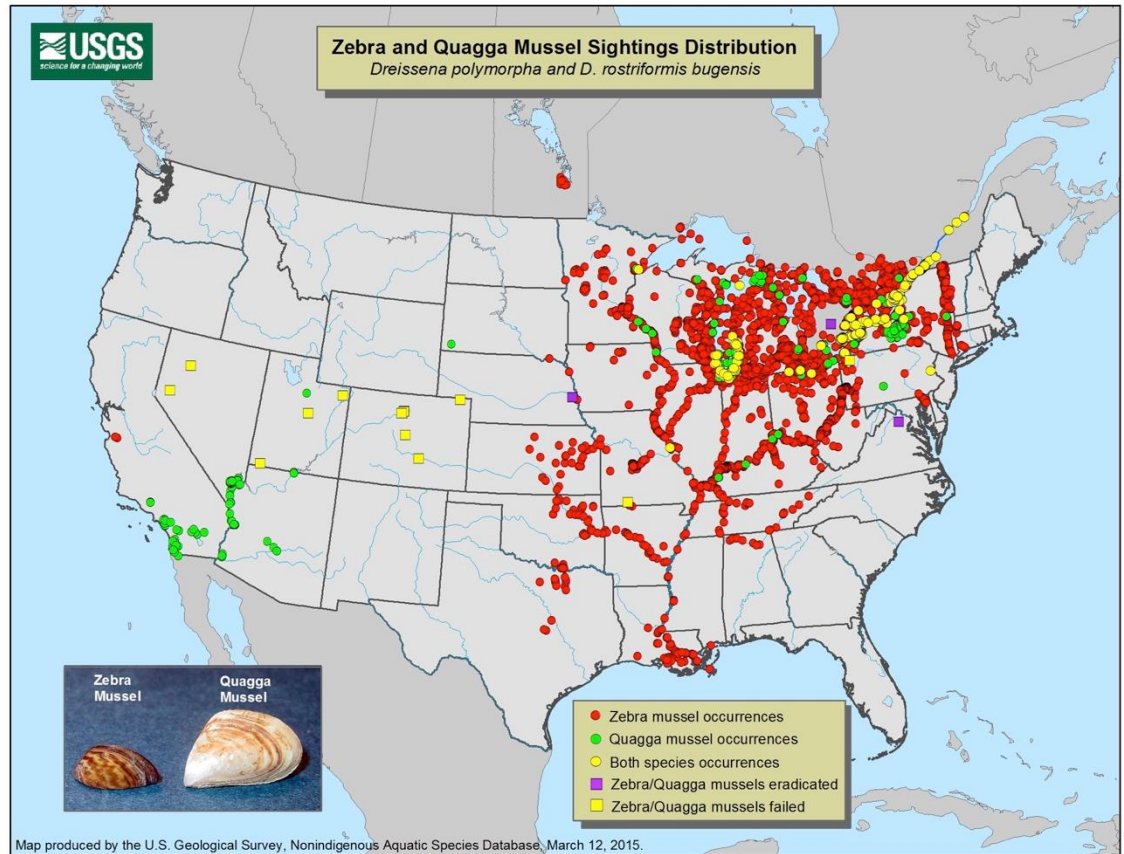 USGS
science for a changing world
Zebra and Quagga Mussel Sightings Distribution
Dreissena polymorpha and D. rostriformis bugensis
Zebra
Mussel
Quagga
Mussel
Zebra mussel occurrences
Quagga mussel occurrences
Both species occurrences
Zebra/Quagga mussels eradicated
Zebra/Quagga mussels failed
Map produced by the U.S. Geological Survey, Nonindigenous Aquatic Species Database, March 12, 2015.